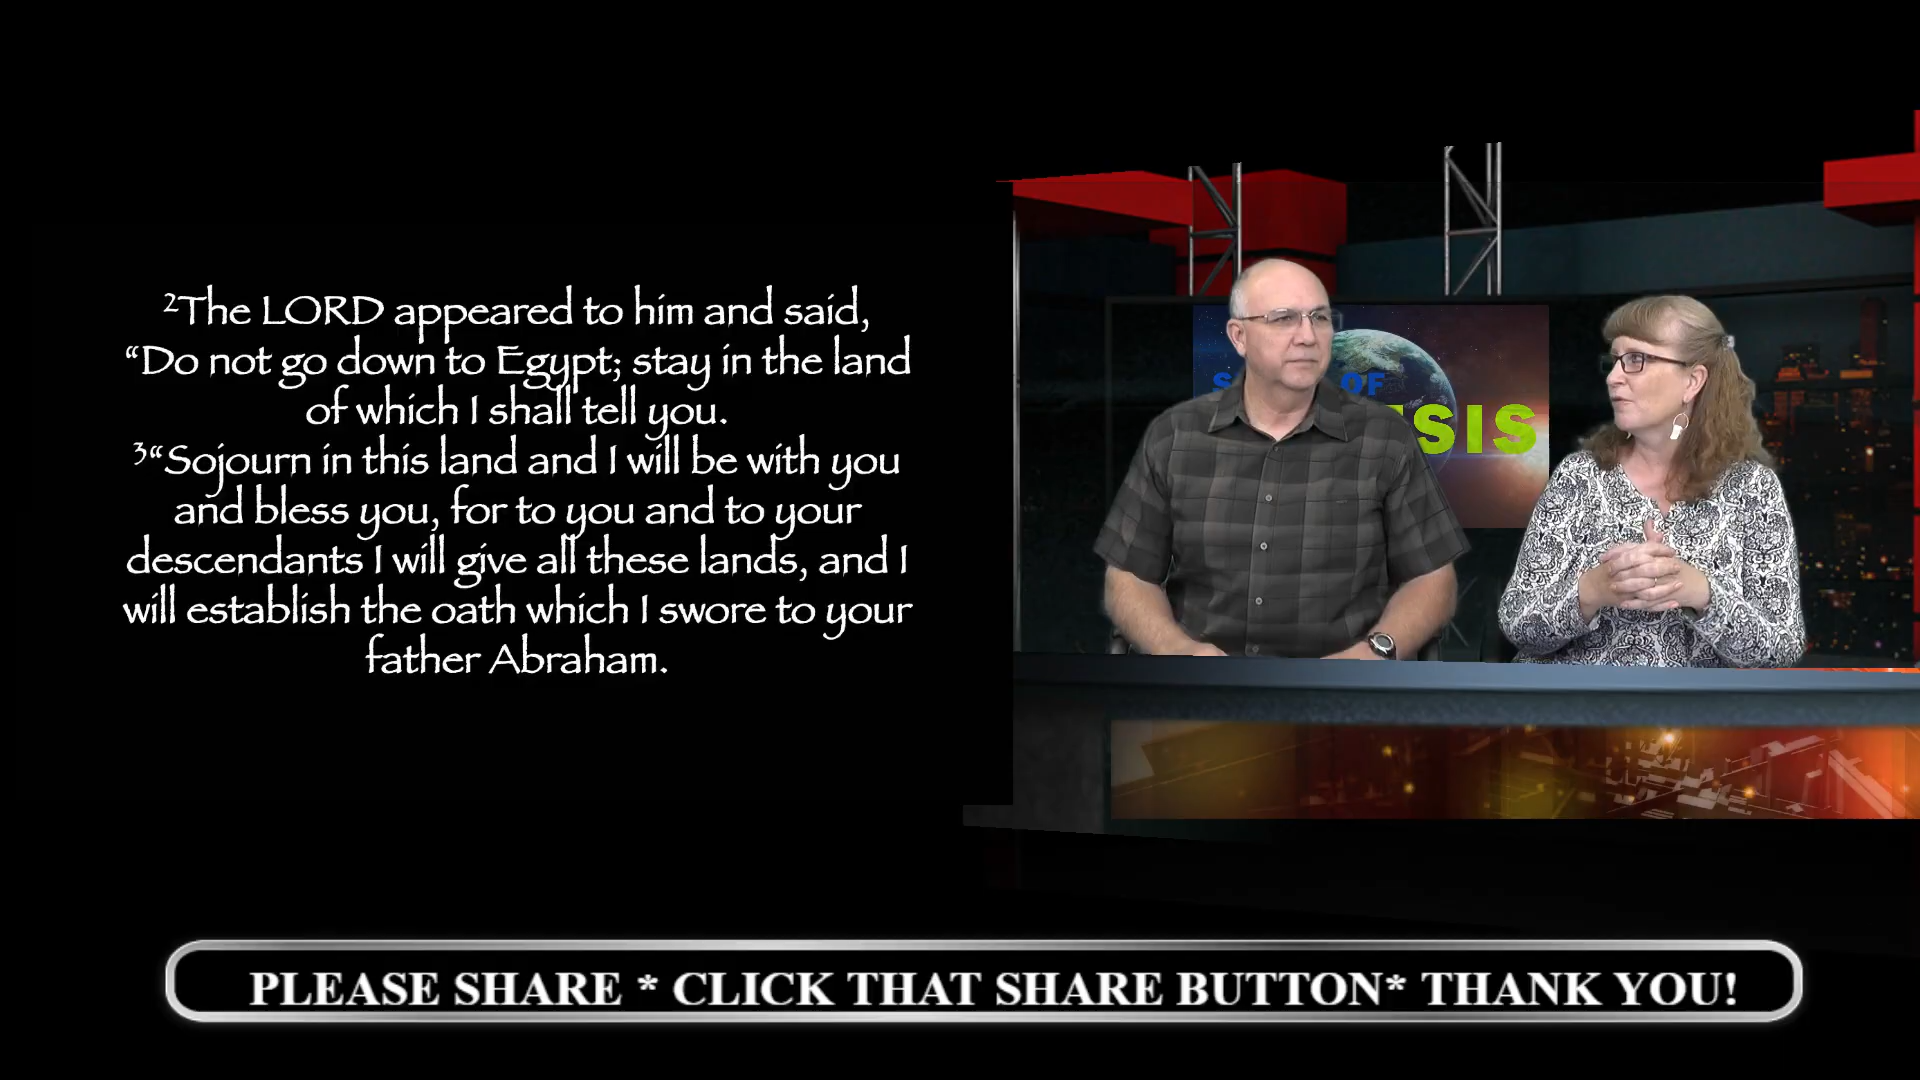 ²The LORD appeared to him and said,
“Do not go down to Egypt; stay in the land
of which I shall tell you.
³“Sojourn in this land and I will be with you
and bless you, for to you and to your
descendants I will give all these lands, and I
will establish the oath which I swore to your
father Abraham.
OF
SIS
PLEASE SHARE * CLICK THAT SHARE BUTTON* THANK YOU!